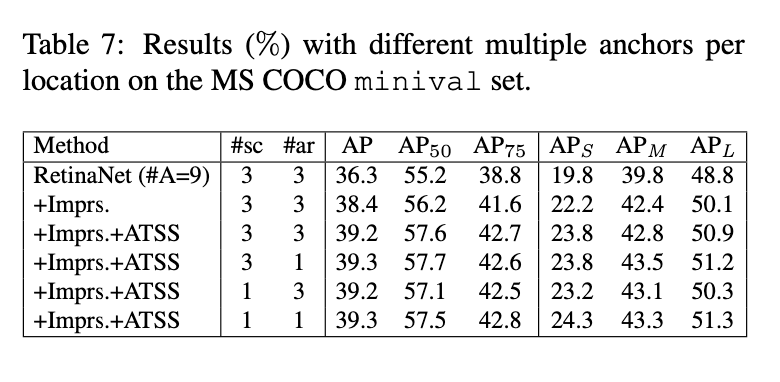 Table 7: Results (%) with different multiple anchors per
location on the MS COCO minival set.
Method #sc #ar AP AP50 AP75 APS APM APL
RetinaNet (#A=9) 3 3 36.3 55.2 38.8 19.8 39.8 48.8
+Imprs. 3 3 38.4 56.2 41.6 22.2 42.4 50.1
+Imprs.+ATSS 3 3 39.2 57.6 42.7 23.8 42.8 50.9
+Imprs.+ATSS 3 1 39.3 57.7 42.6 23.8 43.5 51.2
+Imprs.+ATSS 1 3 39.2 57.1 42.5 23.2 43.1 50.3
+Imprs.+ATSS 1 1 39.3 57.5 42.8 24.3 43.3 51.3